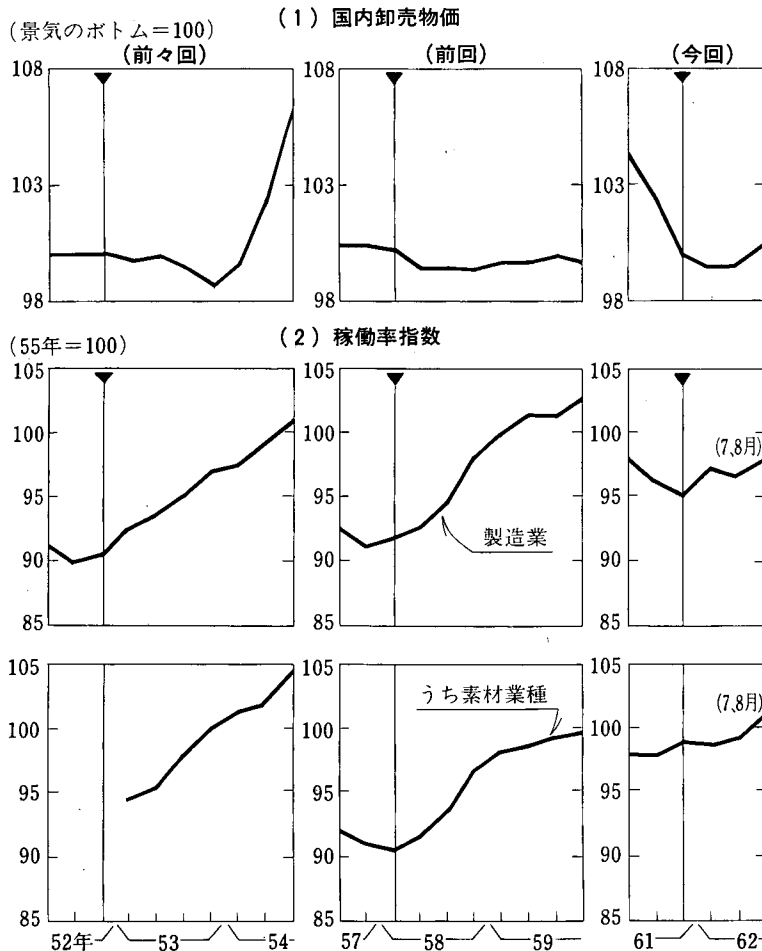 (1) 国内卸売物価
(景気のボトム=100)
(前々回) (前回) (今回)
108 108 108
103 103 103
98 98 98
(2) 稼働率指数
(55年=100)
105 105 105
100 100 100
(7、8月)
95 95 95
90 90 90
製造業
85 85 85
105 105 105
うち素材業種
(7、8月)
100 100 100
95 95 95
90 90 90
85 85 85
52年 53 54 57 58 59 61 62